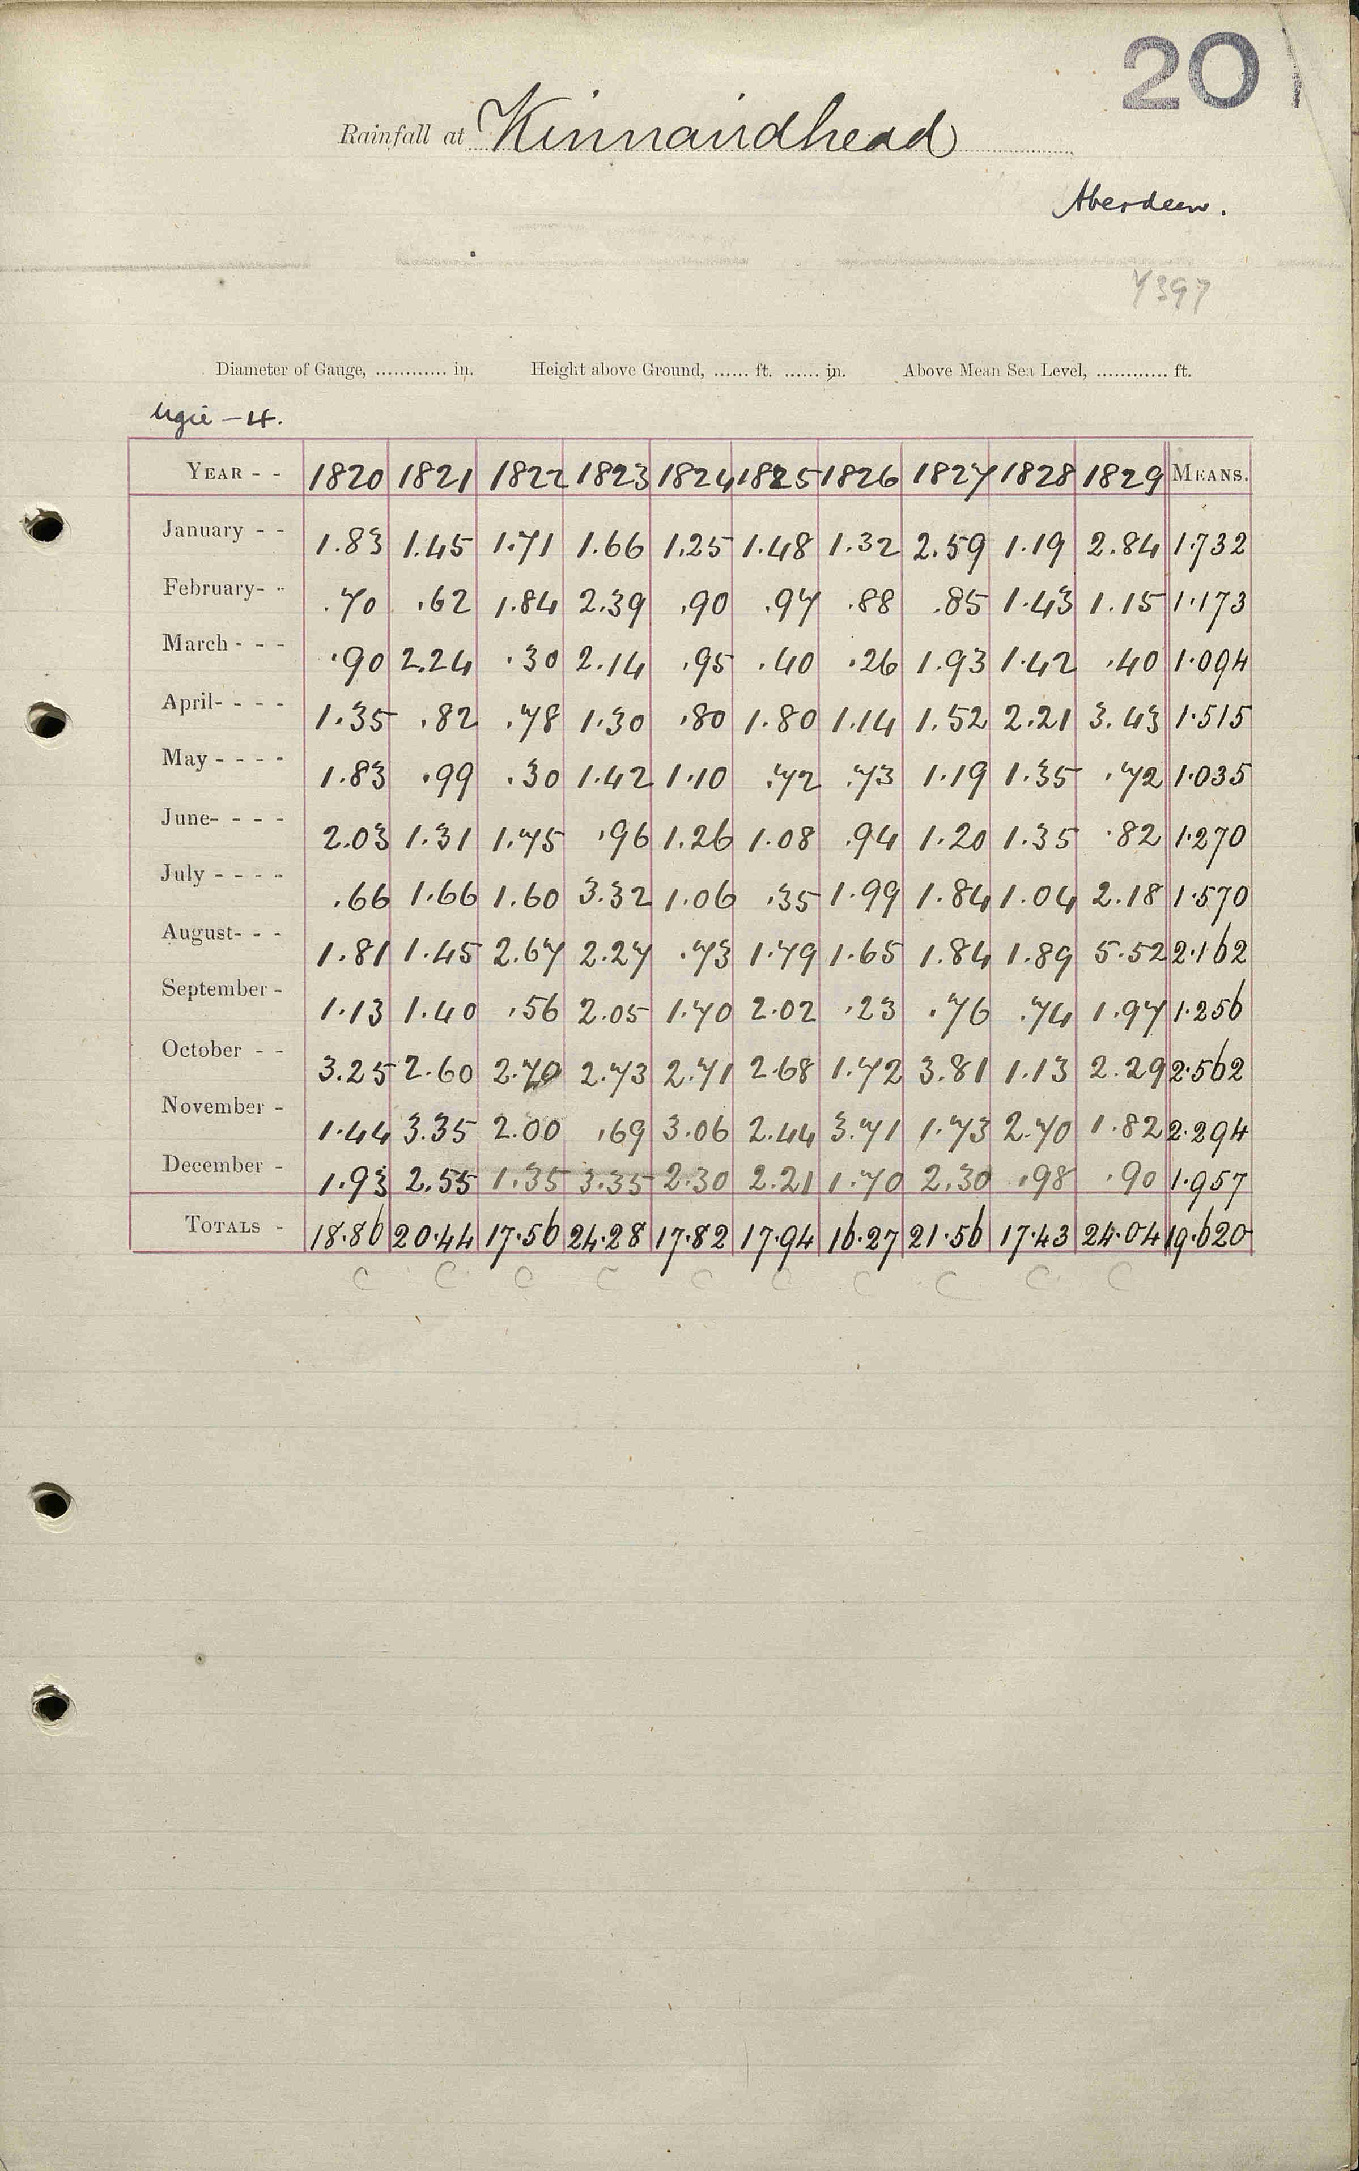 20
Rainfall at Kinnairdhead
Aberdeen.
7397
Diameter of Gauge, ............ in. Height above Ground, ...... ft. ...... in. Above Mean Sea Level, ............ ft.
Ugie - 4.
YEAR - - 1820 1821 1822 1823 1824 1825 1826 1827 1828 1829 MEANS.
January - - 1.83 1.45 1.71 1.66 1.25 1.48 1.32 2.59 1.19 2.84 1.732
February- - .70 .62 1.84 2.39 .90 .97 .88 .85 1.43 1.15 1.173
March - - - .90 2.24 .30 2.14 .95 .40 .26 1.93 1.42 .40 1.094
April- - - - 1.35 .82 .78 1.30 .80 1.80 1.14 1.52 2.21 3.43 1.515
May - - - - 1.83 .99 .30 1.42 1.10 .72 .73 1.19 1.35 .72 1.035
June- - - - 2.03 1.31 1.75 .96 1.26 1.08 .94 1.20 1.35 .82 1.270
July - - - - .66 1.66 1.60 3.32 1.06 .35 1.99 1.84 1.04 2.18 1.570
August- - - 1.81 1.45 2.67 2.27 .73 1.79 1.65 1.84 1.89 5.52 2.162
September - 1.13 1.40 .56 2.05 1.70 2.02 .23 .76 .74 1.97 1.256
October - - 3.25 2.60 2.70 2.73 2.71 2.68 1.72 3.81 1.13 2.29 2.562
November - 1.44 3.35 2.00 .69 3.06 2.44 3.71 1.73 2.70 1.82 2.294
December - 1.93 2.55 1.35 3.35 2.30 2.21 1.70 2.30 .98 .90 1.957
TOTALS - 18.86 20.44 17.56 24.28 17.82 17.94 16.27 21.56 17.43 24.04 19.620
C C C C C C C C C C